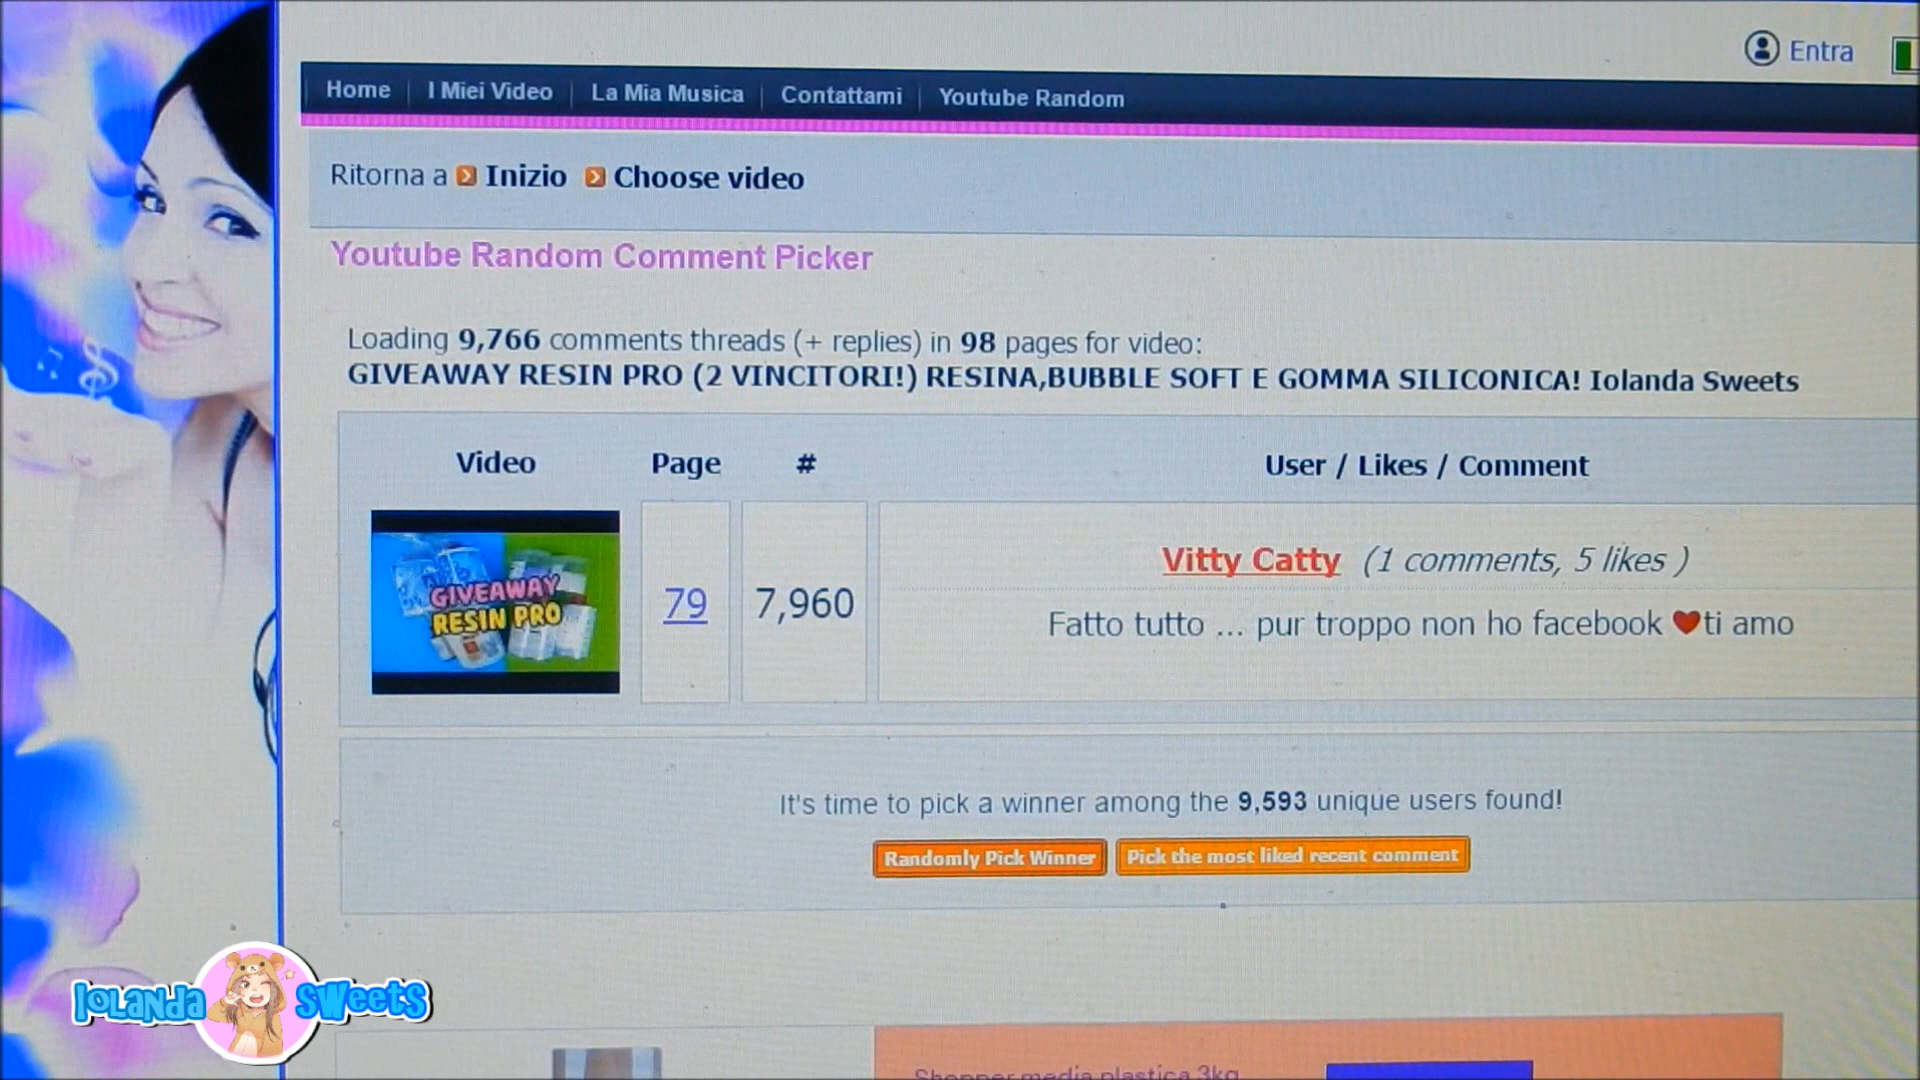 Entra
Home I Miei Video La Mia Musica Contattami Youtube Random
Ritorna a Inizio Choose video
Youtube Random Comment Picker
Loading 9,766 comments threads (+ replies) in 98 pages for video:
GIVEAWAY RESIN PRO (2 VINCITORI!) RESINA,BUBBLE SOFT E GOMMA SILICONICA! Iolanda Sweets
Video Page # User / Likes / Comment
GIVEAWAY
RESIN PRO
79 7,960
Vitty Catty (1 comments, 5 likes )
Fatto tutto ... pur troppo non ho facebook ❤ti amo
It's time to pick a winner among the 9,593 unique users found!
Randomly Pick Winner Pick the most liked recent comment
IOLANDA SWEETS
Shopper media plastica 3kg